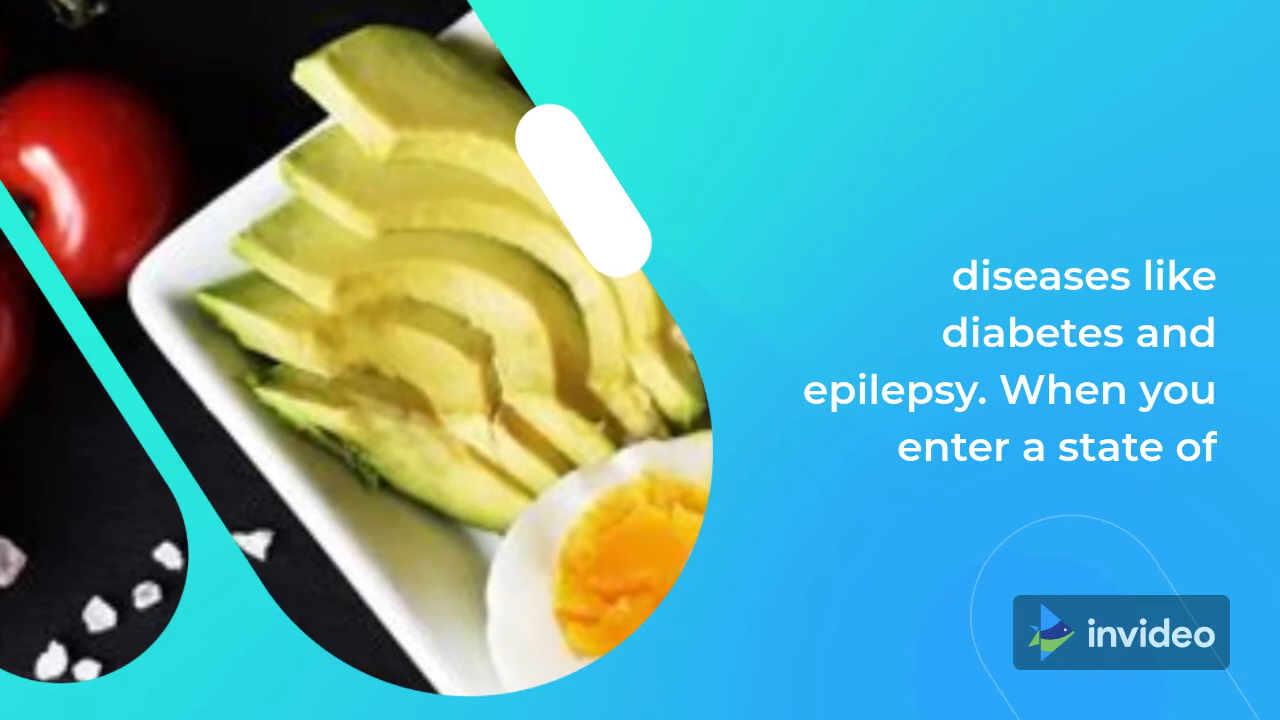 diseases like
diabetes and
epilepsy. When you
enter a state of
invideo